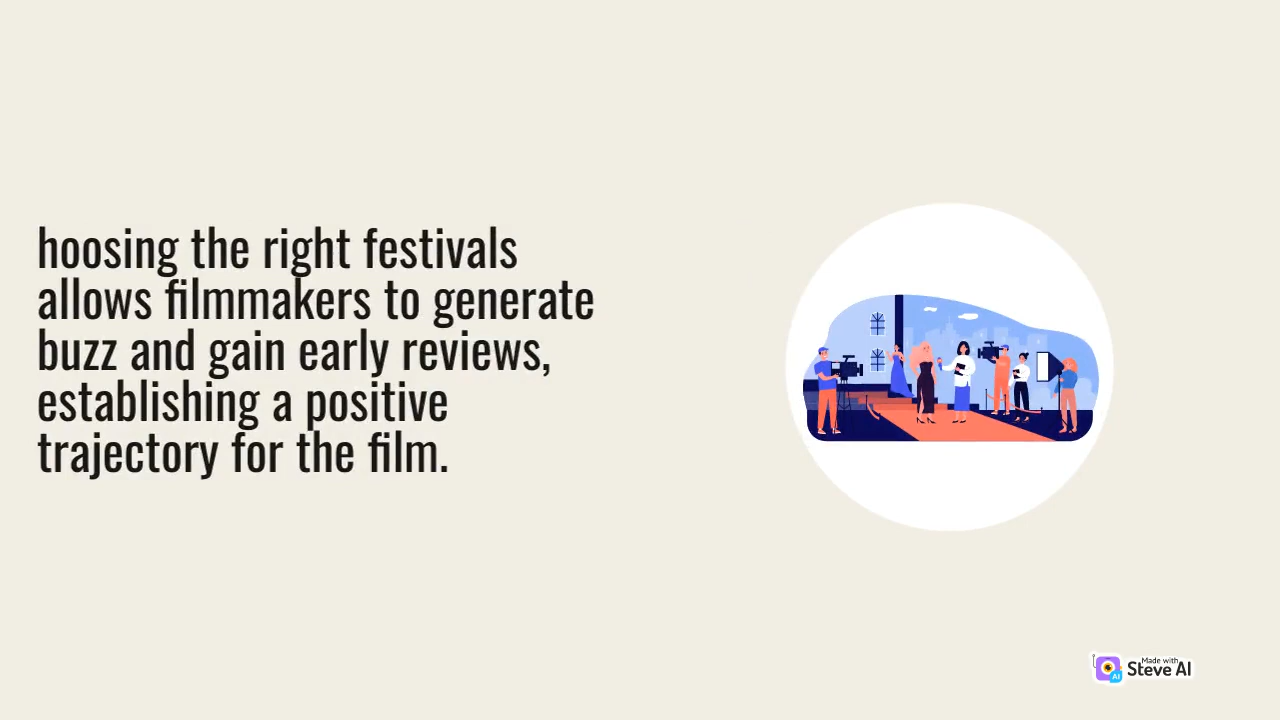 hoosing the right festivals
allows filmmakers to generate
buzz and gain early reviews,
establishing a positive
trajectory for the film.
Made with
Steve AI
AI